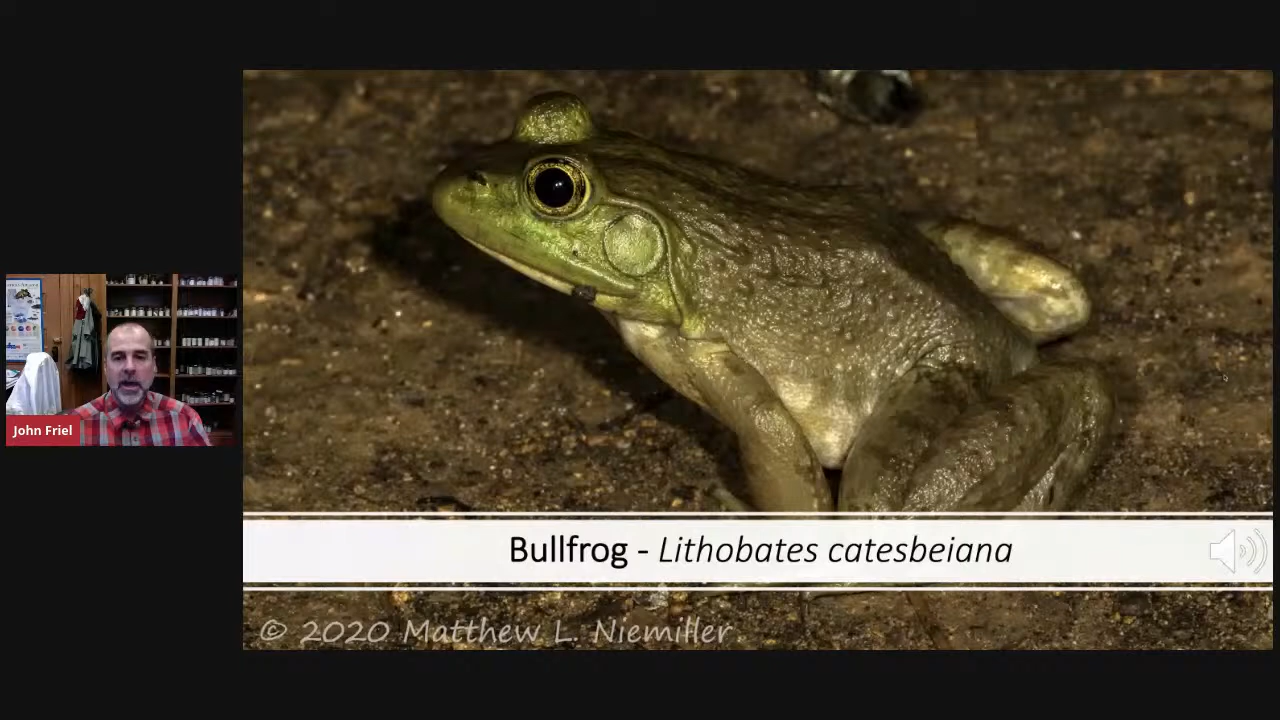 John Friel
Bullfrog - Lithobates catesbeiana
© 2020 Matthew L. Niemiller